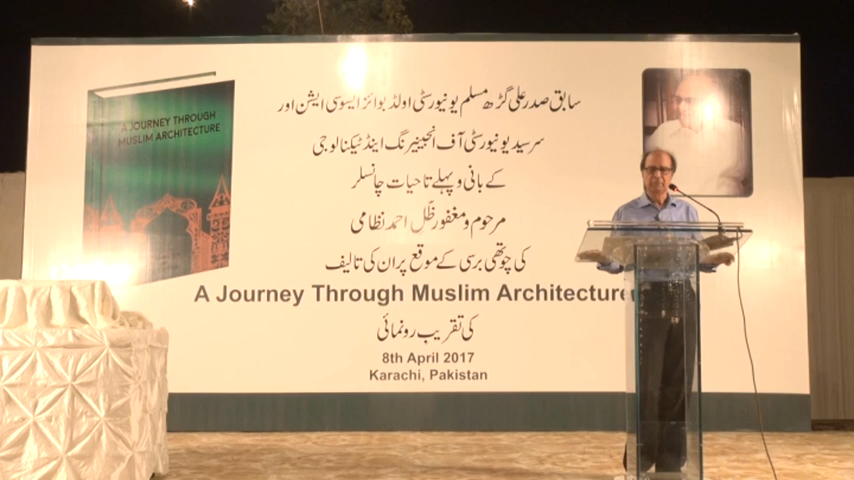 A JOURNEY THROUGH
MUSLIM ARCHITECTURE
سابق صدر علی گڑھ مسلم یونیورسٹی اولڈ بوائز ایسوسی ایشن اور
سرسید یونیورسٹی آف انجینیرنگ اینڈ ٹیکنالوجی
کے بانی و پہلے تاحیات چانسلر
مرحوم و مغفور ظلِ احمد نظامی
کی چوتھی برسی کے موقع پر ان کی تالیف
A Journey Through Muslim Architecture
کی تقریب رونمائی
8th April 2017
Karachi, Pakistan